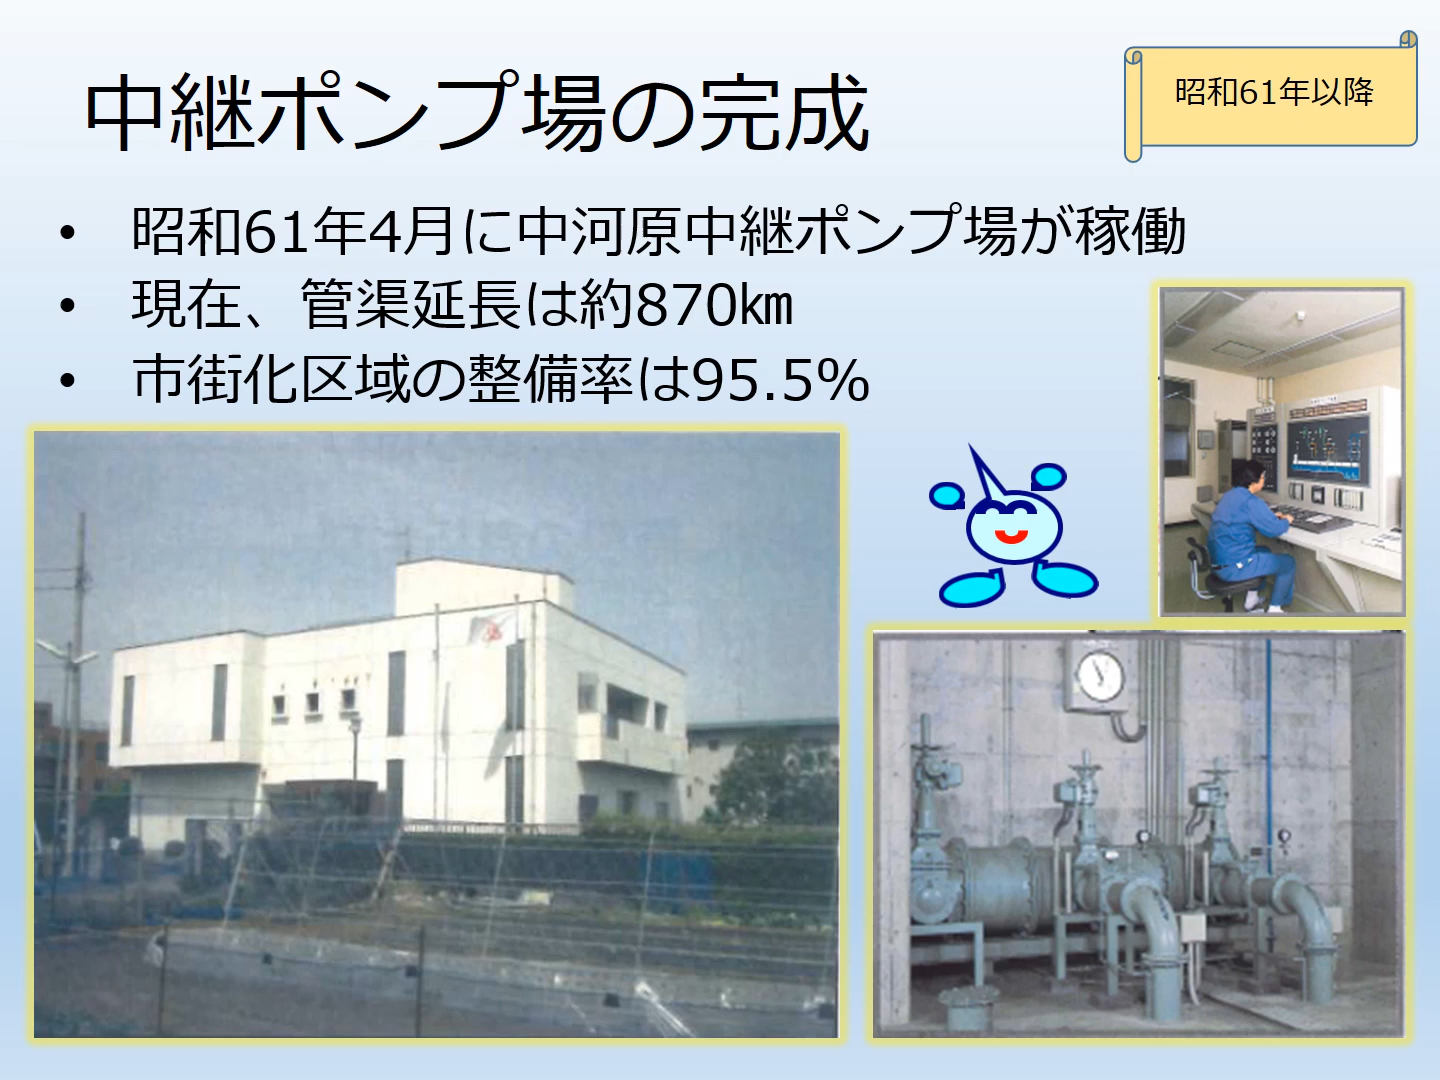 中継ポンプ場の完成
昭和61年以降
• 昭和61年4月に中河原中継ポンプ場が稼働
• 現在、管渠延長は約870㎞
• 市街化区域の整備率は95.5%